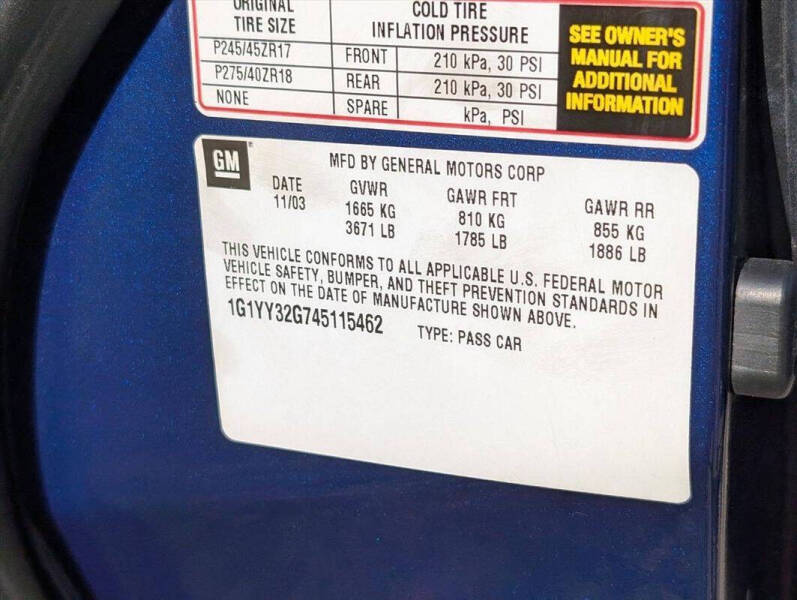 ORIGINAL COLD TIRE
TIRE SIZE INFLATION PRESSURE
P245/45ZR17 FRONT 210 kPa, 30 PSI
P275/40ZR18 REAR 210 kPa, 30 PSI
NONE SPARE kPa, PSI
SEE OWNER'S
MANUAL FOR
ADDITIONAL
INFORMATION
GM
MFD BY GENERAL MOTORS CORP
DATE GVWR GAWR FRT GAWR RR
11/03 1665 KG 810 KG 855 KG
3671 LB 1785 LB 1886 LB
THIS VEHICLE CONFORMS TO ALL APPLICABLE U.S. FEDERAL MOTOR
VEHICLE SAFETY, BUMPER, AND THEFT PREVENTION STANDARDS IN
EFFECT ON THE DATE OF MANUFACTURE SHOWN ABOVE.
1G1YY32G745115462 TYPE: PASS CAR